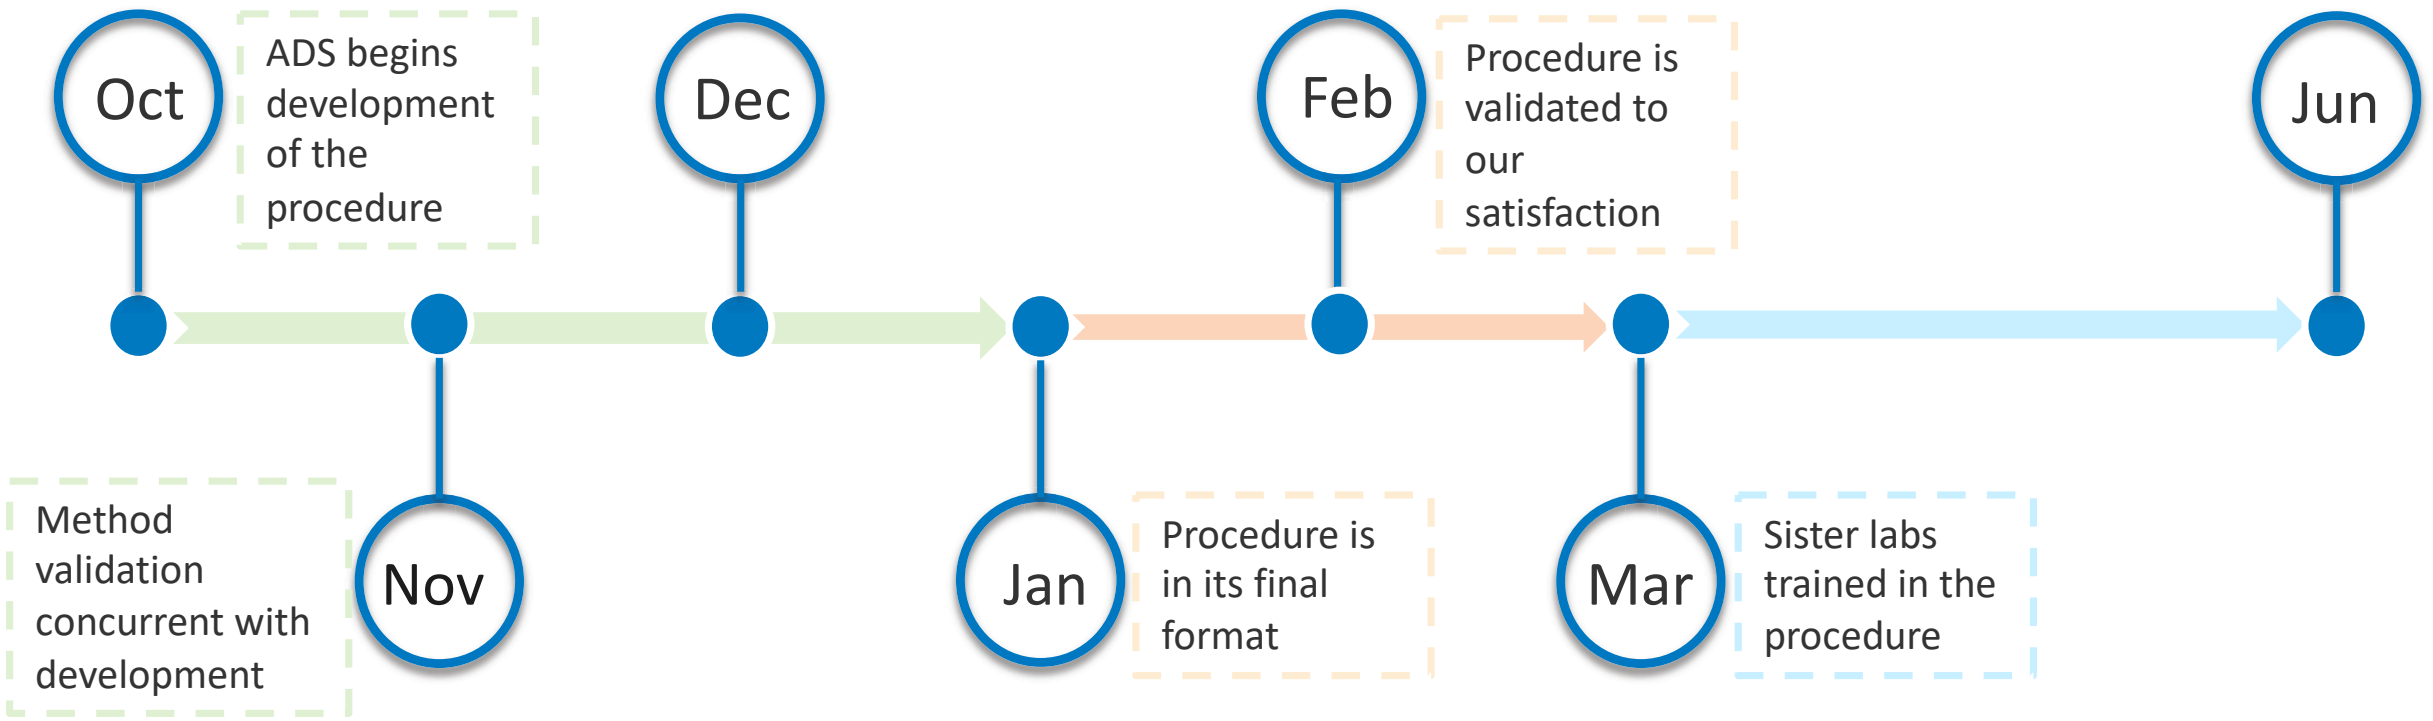 Oct
ADS begins
development
of the
procedure
Dec
Feb
Procedure is
validated to
our
satisfaction
Jun
Method
validation
concurrent with
development
Nov
Jan
Procedure is
in its final
format
Mar
Sister labs
trained in the
procedure